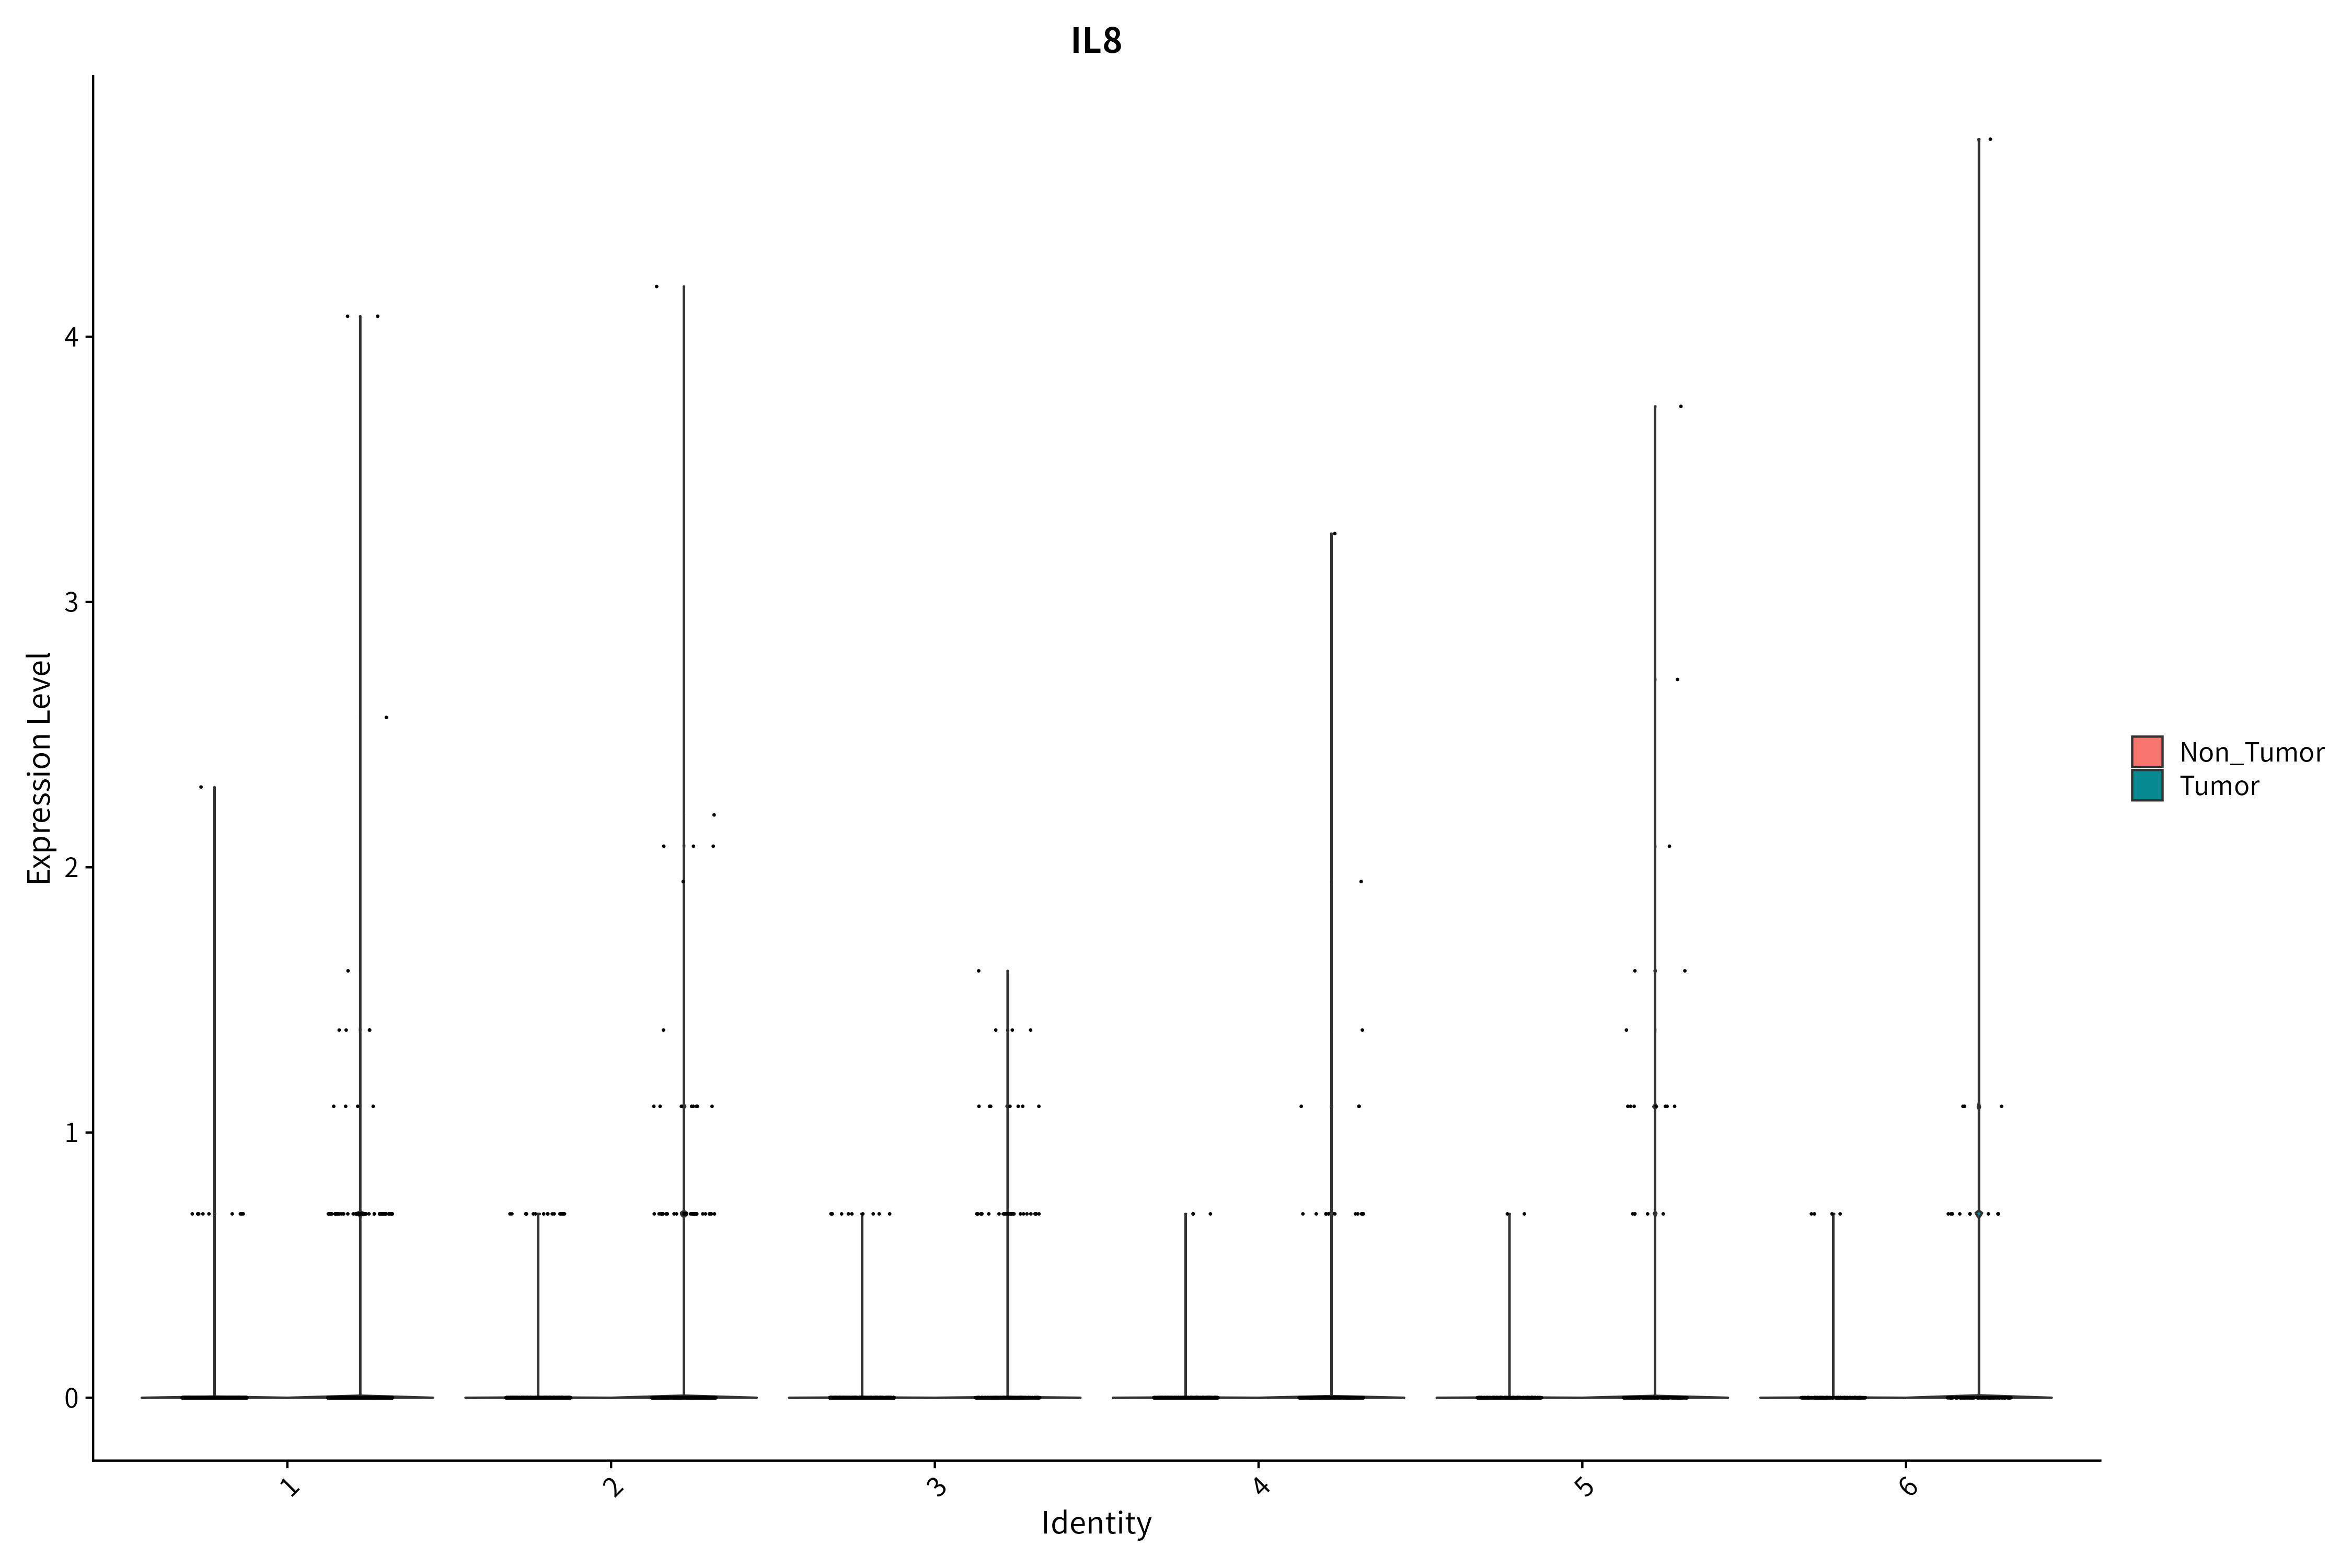 IL8
Expression Level
4
3
2
1
0
1
2
3
4
5
6
Identity
Non_Tumor
Tumor